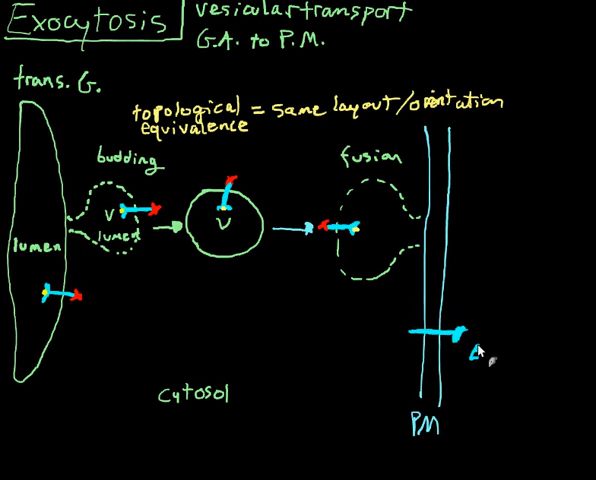 Exocytosis
vesicular transport
G.A. to P.M.
trans. G.
topological = same layout/orientation
equivalence
budding
fusion
V
lumen
V
lumen
cytosol
PM